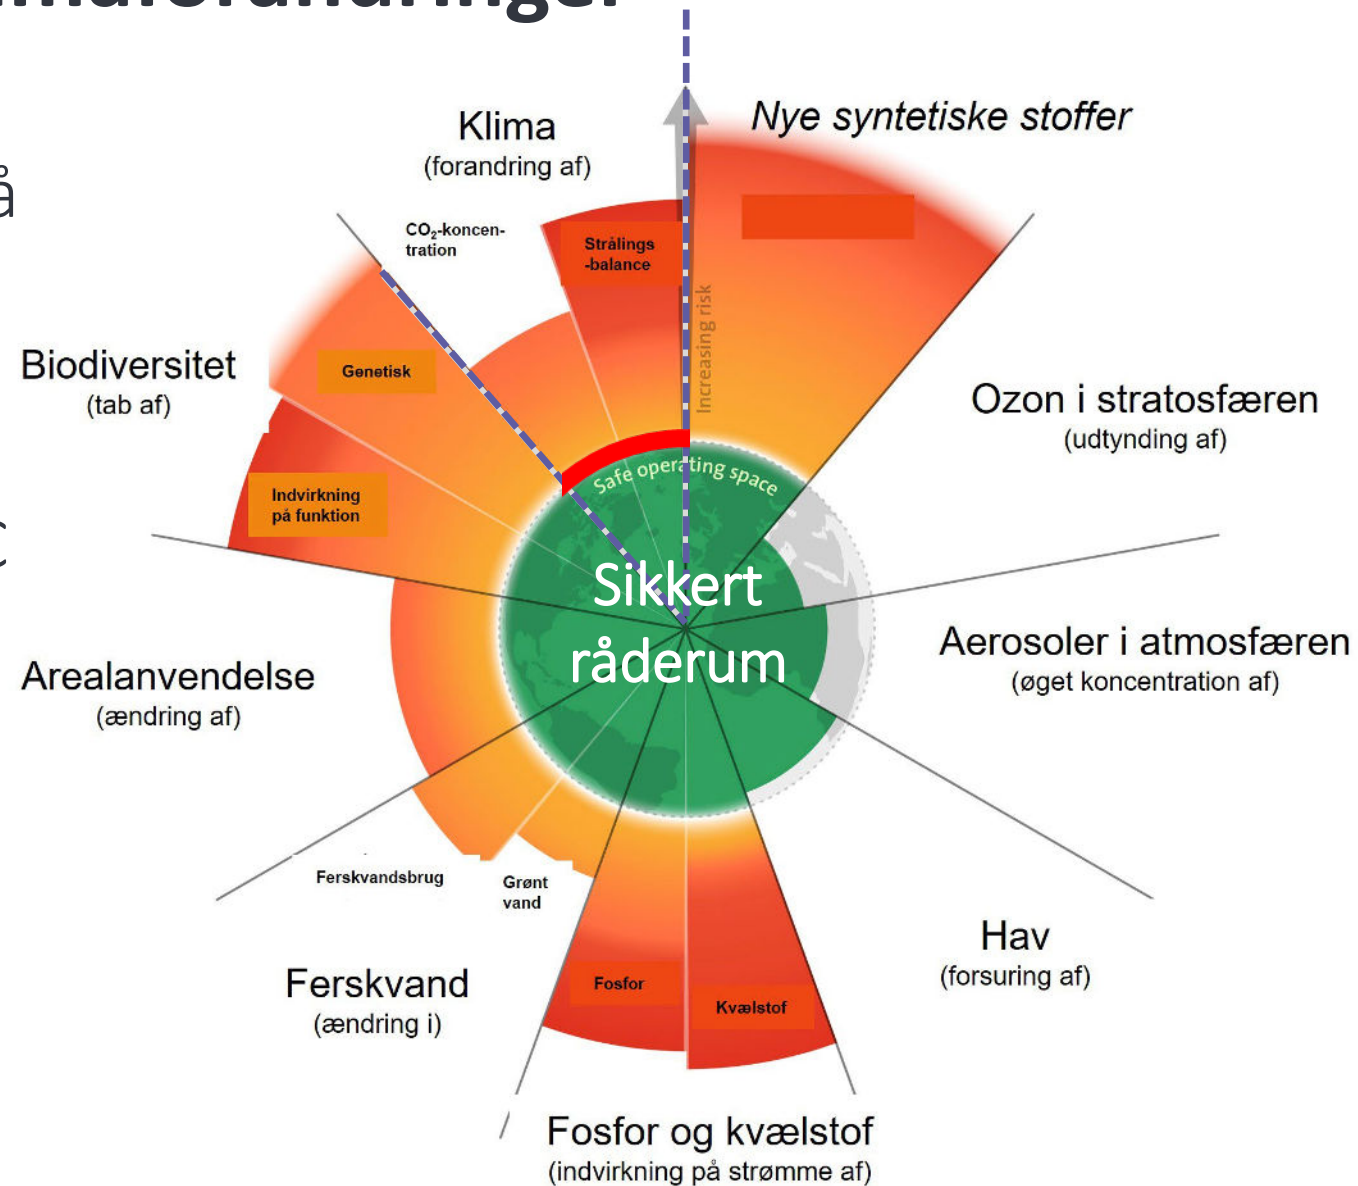 Klima
(forandring af)
Nye syntetiske stoffer
å
CO₂-koncen-
tration
Strålings
-balance
Increasing risk
Biodiversitet
(tab af)
Genetisk
Ozon i stratosfæren
(udtynding af)
Safe operating space
Indvirkning
på funktion
Sikkert
råderum
Aerosoler i atmosfæren
(øget koncentration af)
Arealanvendelse
(ændring af)
Ferskvandsbrug
Grønt
vand
Hav
(forsuring af)
Ferskvand
(ændring i)
Fosfor
Kvælstof
Fosfor og kvælstof
(indvirkning på strømme af)